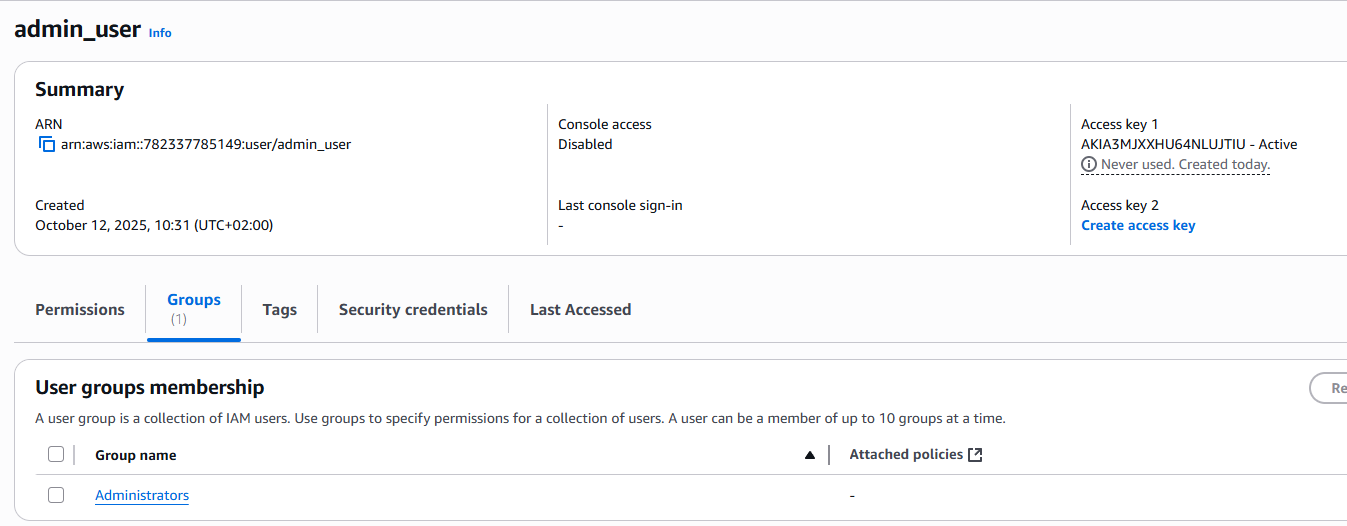 admin_user Info
Summary
ARN
arn:aws:iam::782337785149:user/admin_user
Created
October 12, 2025, 10:31 (UTC+02:00)
Console access
Disabled
Last console sign-in
-
Access key 1
AKIA3MJXXHU64NLUJTIU - Active
Never used. Created today.
Access key 2
Create access key
Permissions
Groups
(1)
Tags
Security credentials
Last Accessed
User groups membership
Re
A user group is a collection of IAM users. Use groups to specify permissions for a collection of users. A user can be a member of up to 10 groups at a time.
Group name
Attached policies
Administrators
-